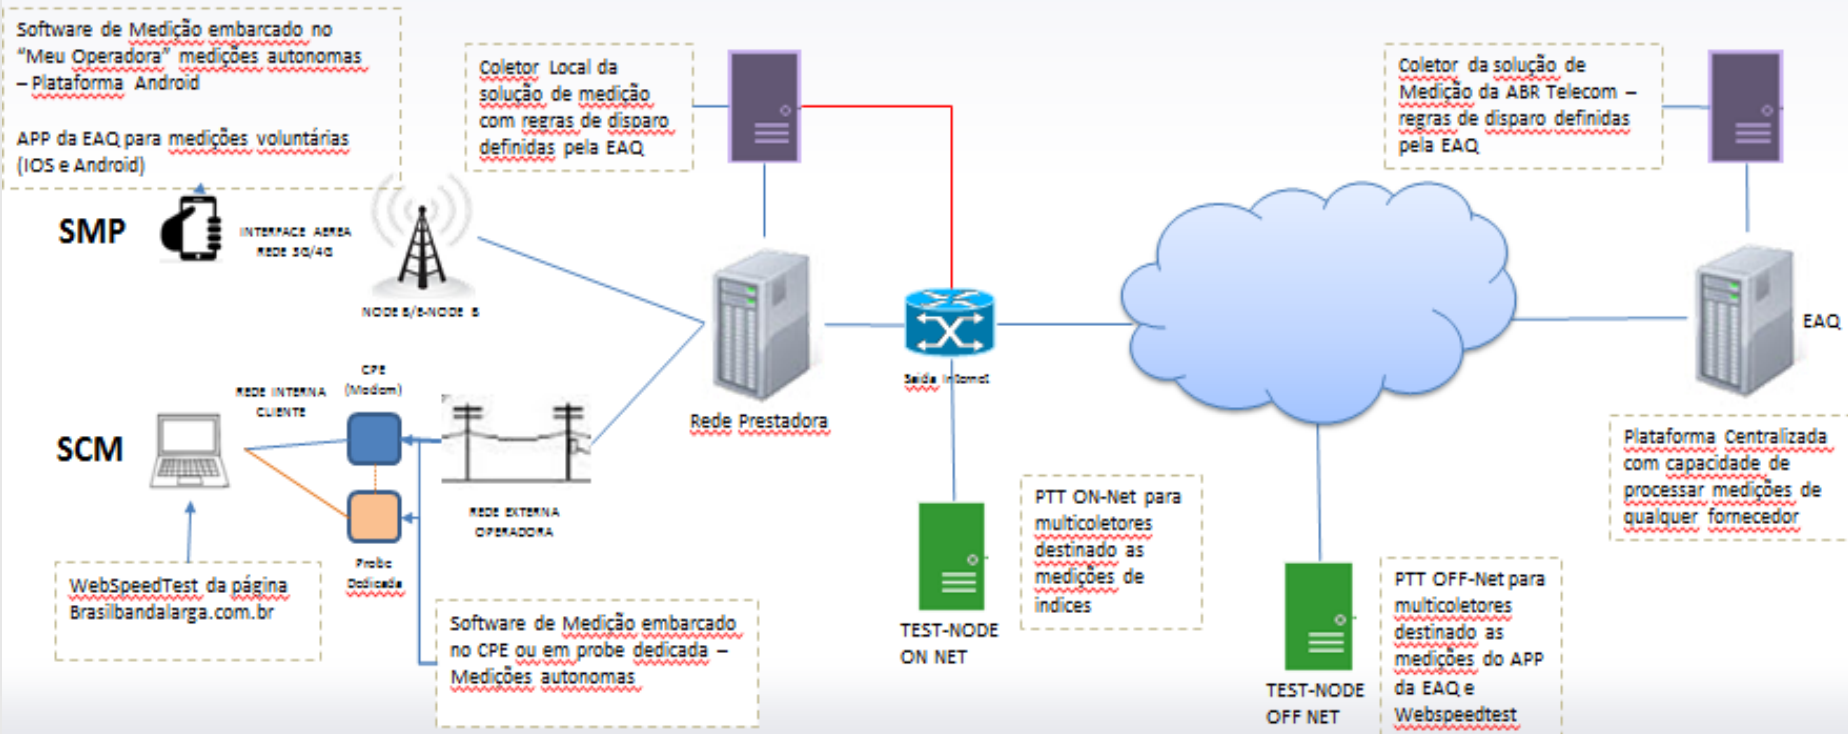 Software de Medição embarcado no
“Meu Operadora” medições autonomas
– Plataforma Android
APP da EAQ para medições voluntárias
(IOS e Android)
SMP
INTERFACE AEREA
REDE 3G/4G
NODE B/E-NODE B
Coletor Local da
solução de medição
com regras de disparo
definidas pela EAQ
Rede Prestadora
Saida Internet
Coletor da solução de
Medição da ABR Telecom –
regras de disparo definidas
pela EAQ
EAQ
Plataforma Centralizada
com capacidade de
processar medições de
qualquer fornecedor
SCM
REDE INTERNA
CLIENTE
CPE
(Modem)
Probe
Dedicada
REDE EXTERNA
OPERADORA
WebSpeedTest da página
Brasilbandalarga.com.br
Software de Medição embarcado
no CPE ou em probe dedicada –
Medições autonomas
TEST-NODE
ON NET
PTT ON-Net para
multicoletores
destinado as
medições de
indices
TEST-NODE
OFF NET
PTT OFF-Net para
multicoletores
destinado as
medições do APP
da EAQ e
Webspeedtest